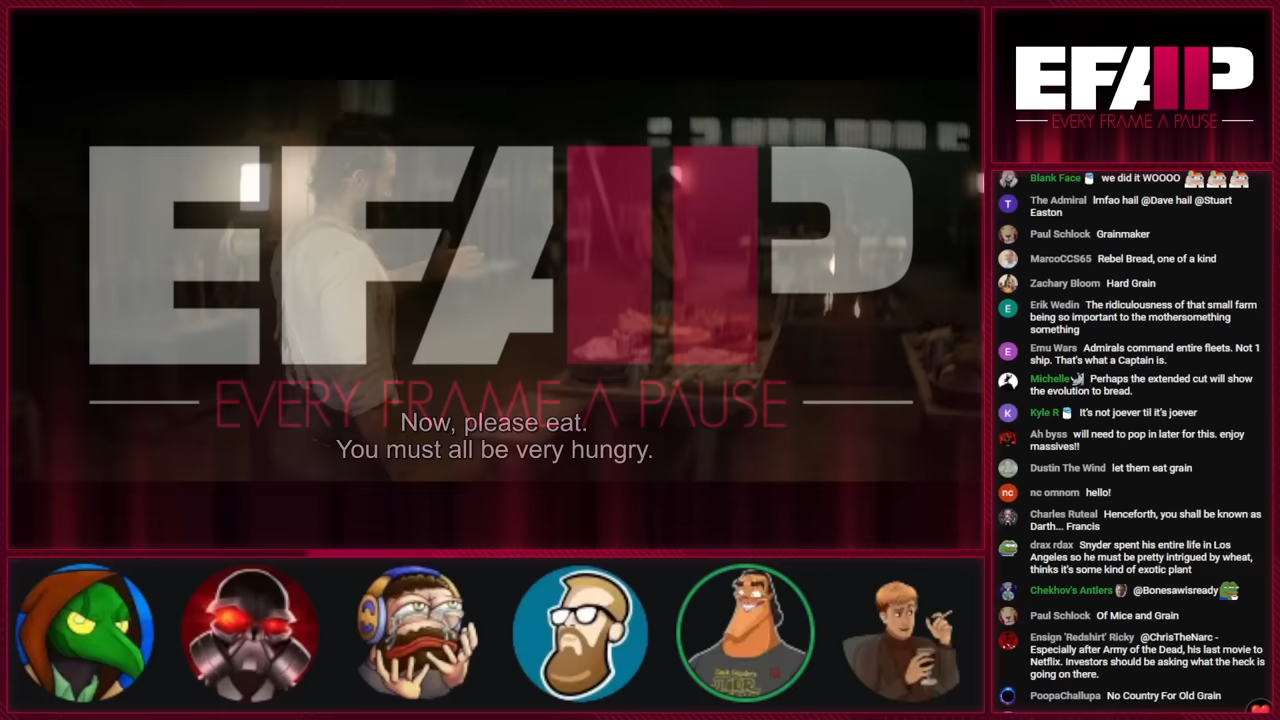 EFAP
EVERY FRAME A PAUSE
Now, please eat.
You must all be very hungry.
EFAP
EVERY FRAME A PAUSE
Blank Face we did it WOOOO
The Admiral lmfao hail @Dave hail @Stuart
Easton
Paul Schlock Grainmaker
MarcoCCS65 Rebel Bread, one of a kind
Zachary Bloom Hard Grain
Erik Wedin The ridiculousness of that small farm
being so important to the mothersomething
something
Emu Wars Admirals command entire fleets. Not 1
ship. That's what a Captain is.
Michelle Perhaps the extended cut will show
the evolution to bread.
Kyle R It's not joever til it's joever
Ah byss will need to pop in later for this. enjoy
massives!!
Dustin The Wind let them eat grain
nc omnom hello!
Charles Ruteal Henceforth, you shall be known as
Darth... Francis
drax rdax Snyder spent his entire life in Los
Angeles so he must be pretty intrigued by wheat,
thinks it's some kind of exotic plant
Chekhov's Antlers @Bonesawisready
Paul Schlock Of Mice and Grain
Ensign 'Redshirt' Ricky @ChrisTheNarc -
Especially after Army of the Dead, his last movie to
Netflix. Investors should be asking what the heck is
going on there.
PoopaChallupa No Country For Old Grain
T
E
E
nc